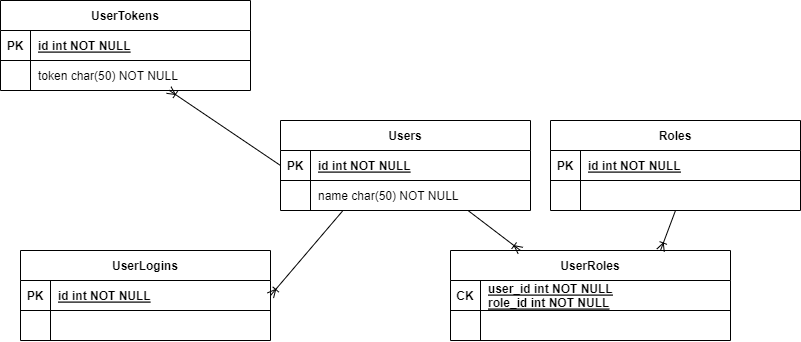 UserTokens
PK id int NOT NULL
token char(50) NOT NULL
Users
PK id int NOT NULL
name char(50) NOT NULL
Roles
PK id int NOT NULL
UserLogins
PK id int NOT NULL
UserRoles
CK user_id int NOT NULL
role_id int NOT NULL